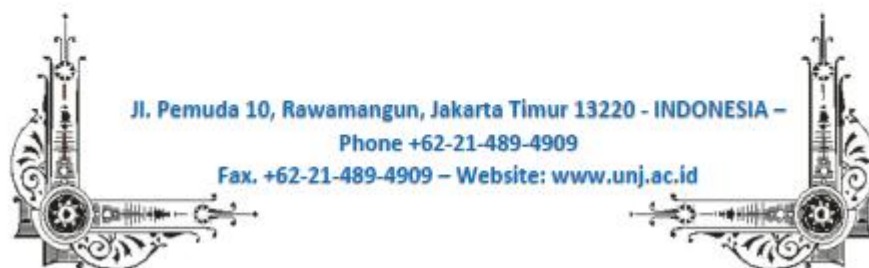 Jl. Pemuda 10, Rawamangun, Jakarta Timur 13220 - INDONESIA –
Phone +62-21-489-4909
Fax. +62-21-489-4909 – Website: www.unj.ac.id